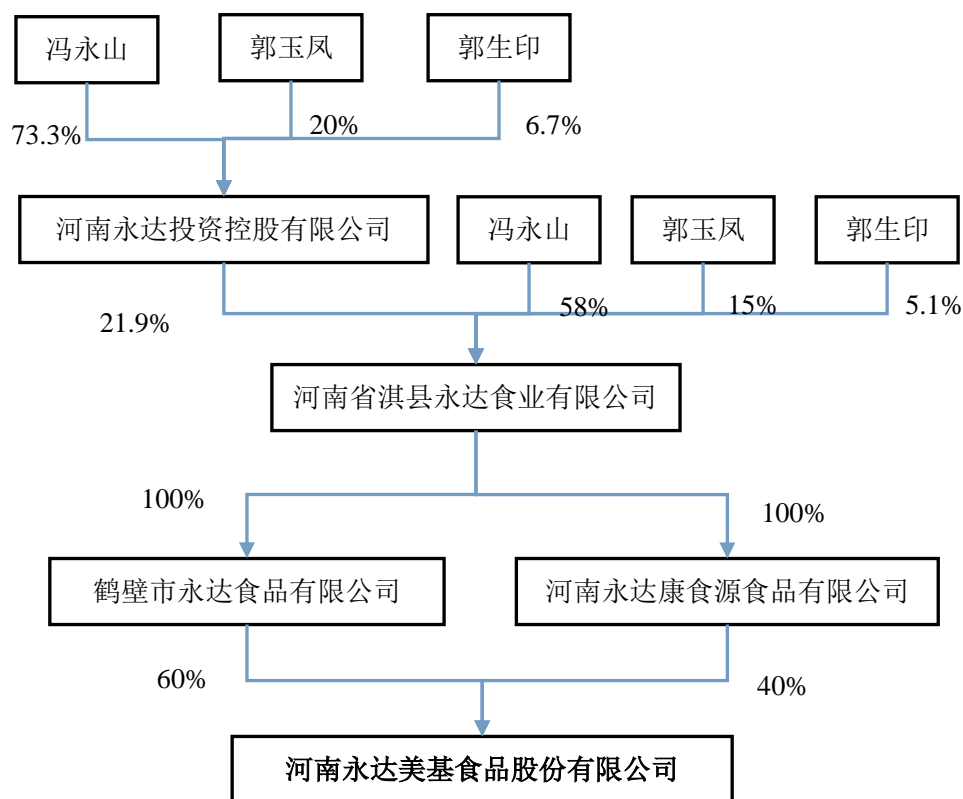 冯永山
郭玉凤
郭生印
73.3%
20%
6.7%
河南永达投资控股有限公司
冯永山
郭玉凤
郭生印
21.9%
58%
15%
5.1%
河南省淇县永达食业有限公司
100%
100%
鹤壁市永达食品有限公司
河南永达康食源食品有限公司
60%
40%
河南永达美基食品股份有限公司